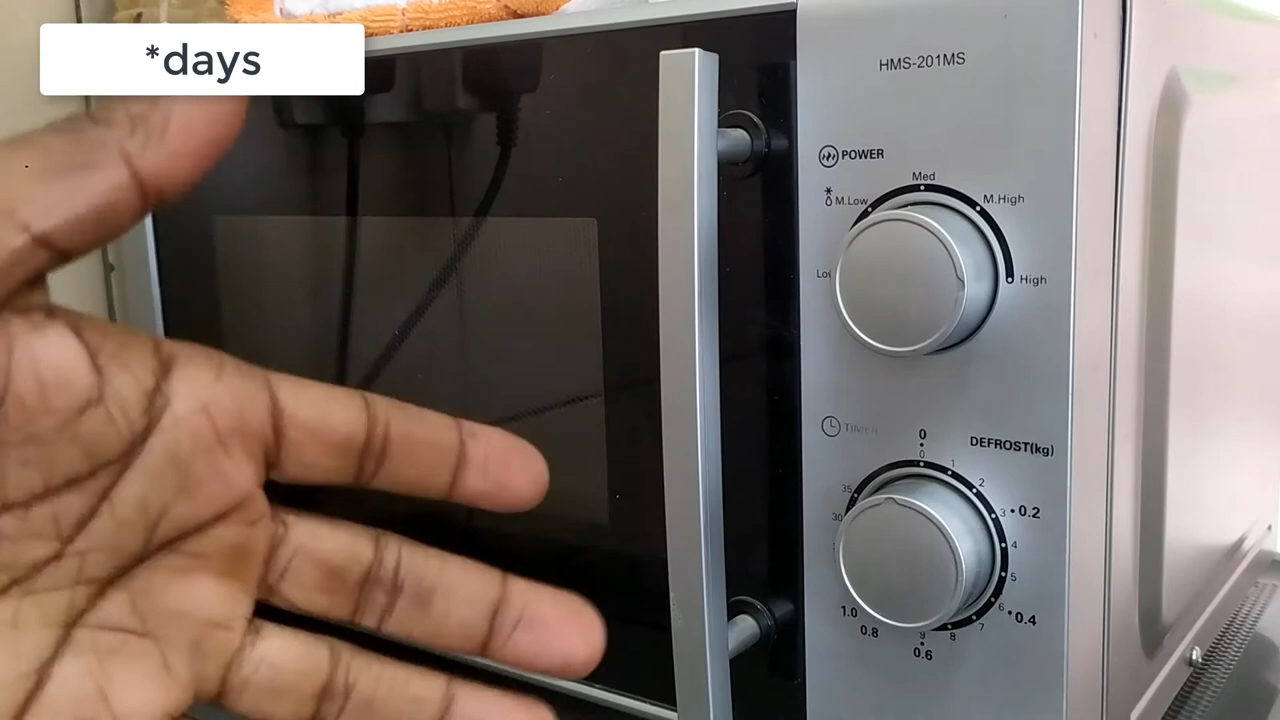 *days
HMS-201MS
POWER
Med
M.Low
M.High
High
TIMER
0
DEFROST(kg)
0
1
2
35
3
0.2
30
4
5
6
0.4
1.0
7
0.8
9
8
0.6